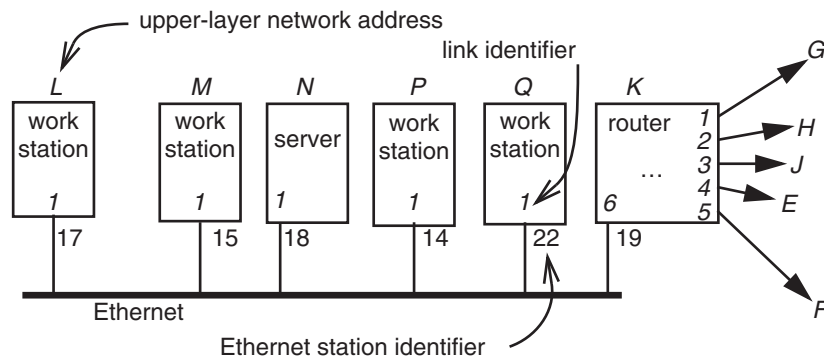 upper-layer network address
link identifier
G
L M N P Q K
work station
work station
server
work station
work station
router
1
2
3
4
5
...
H
J
E
F
1 1 1 1 1 6
17 15 18 14 22 19
Ethernet
Ethernet station identifier